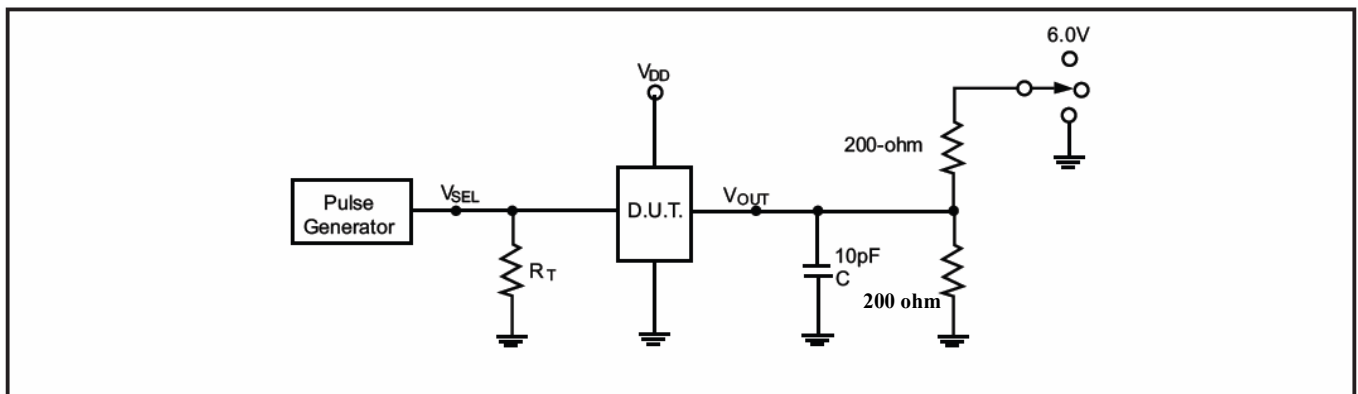 6.0V
VDD
200-ohm
Pulse
Generator
VSEL
D.U.T.
VOUT
RT
10pF
C
200 ohm